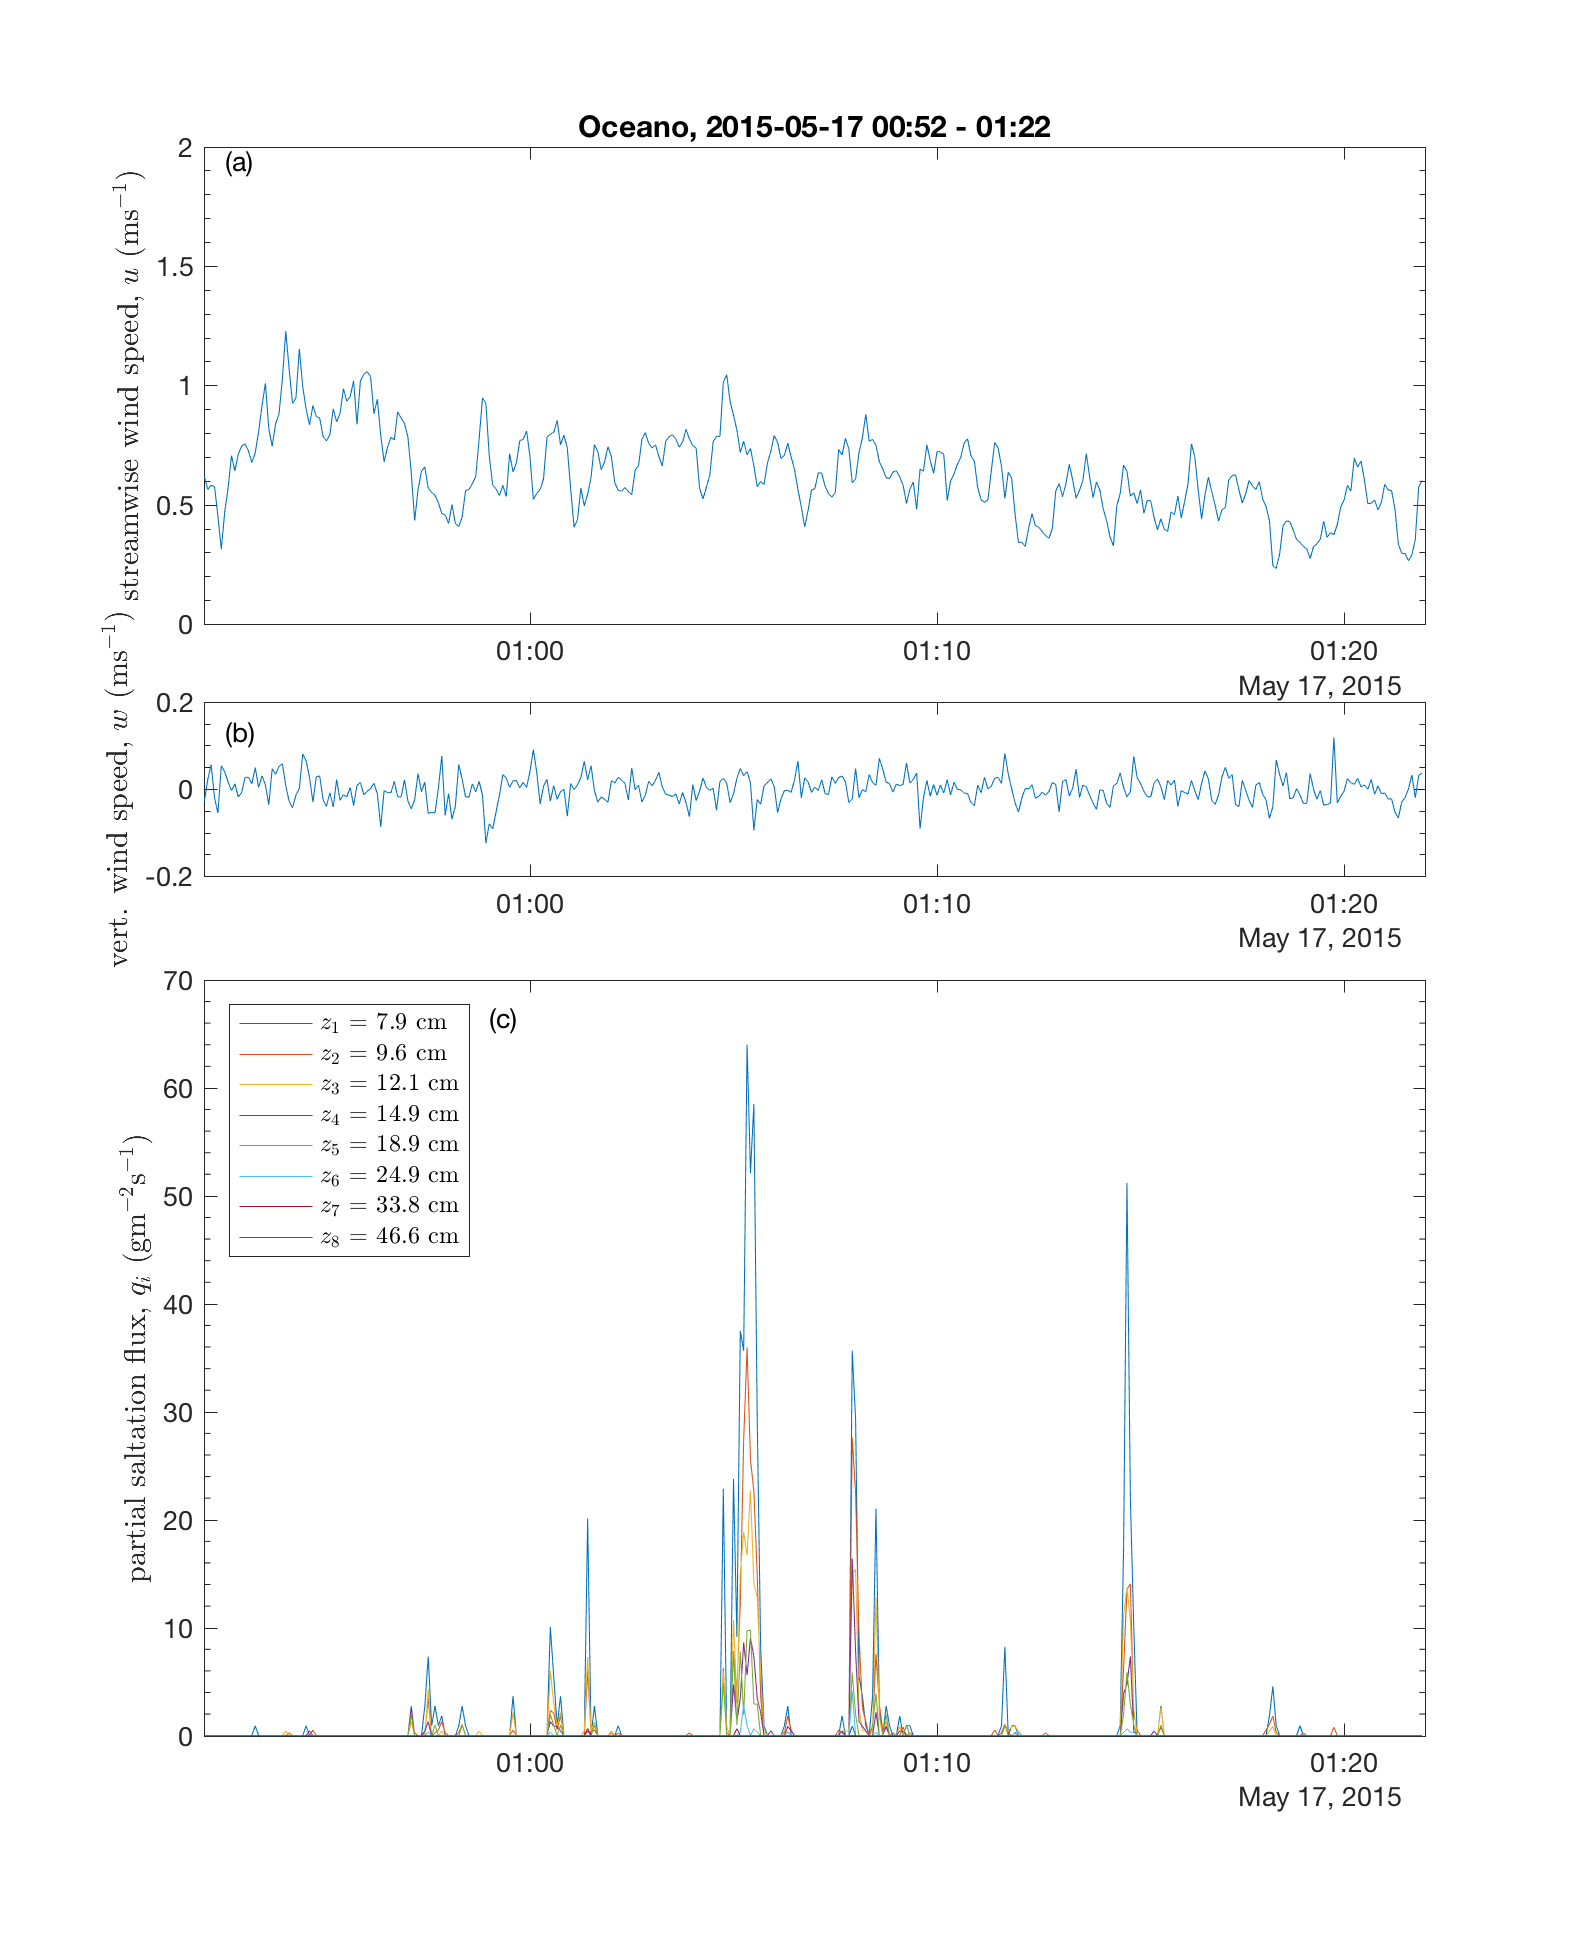 Oceano, 2015-05-17 00:52 - 01:22
(a)
streamwise wind speed, u (ms⁻¹)
2
1.5
1
0.5
0
01:00 01:10 01:20
May 17, 2015
(b)
vert. wind speed, w (ms⁻¹)
0.2
0
-0.2
01:00 01:10 01:20
May 17, 2015
(c)
partial saltation flux, qᵢ (gm⁻²s⁻¹)
70
60
50
40
30
20
10
0
z₁ = 7.9 cm
z₂ = 9.6 cm
z₃ = 12.1 cm
z₄ = 14.9 cm
z₅ = 18.9 cm
z₆ = 24.9 cm
z₇ = 33.8 cm
z₈ = 46.6 cm
01:00 01:10 01:20
May 17, 2015